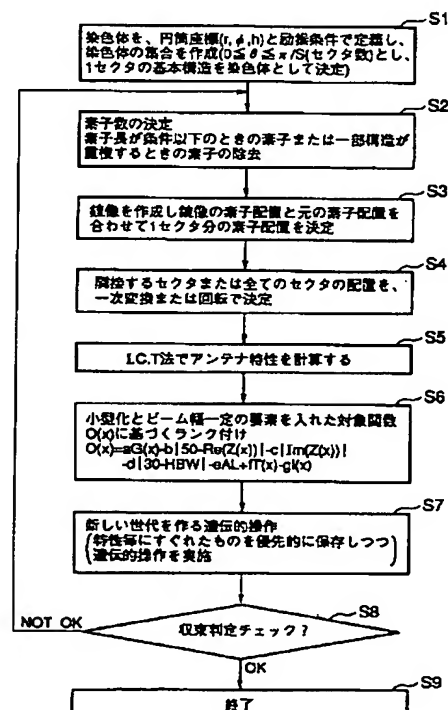 S1
染色体を、円筒座標(r, φ,h)と励振条件で定義し、
染色体の集合を作成(0≦θ≦π/S(セクタ数)とし、
1セクタの基本構造を染色体として決定)
S2
素子数の決定
素子長が条件以下のときの素子または一部構造が
重複するときの素子の除去
S3
鏡像を作成し鏡像の素子配置と元の素子配置を
合わせて1セクタ分の素子配置を決定
S4
隣接するセクタまたは全てのセクタの配置を、
一次変換または回転で決定
S5
I.C.T法でアンテナ特性を計算する
S6
小型化とビーム幅一定の要素を入れた対象関数
O(x)に基づくランク付け
O(x)=aG(x)-b|50-Re(Z(x))|-c|Im(Z(x))|
-d|30-HBW|-eAL+fT(x)-gI(x)
S7
新しい世代を作る遺伝的操作
(特性毎にすぐれたものを優先的に保存しつつ
遺伝的操作を実施)
S8
収束判定チェック?
NOT OK
OK
S9
終了